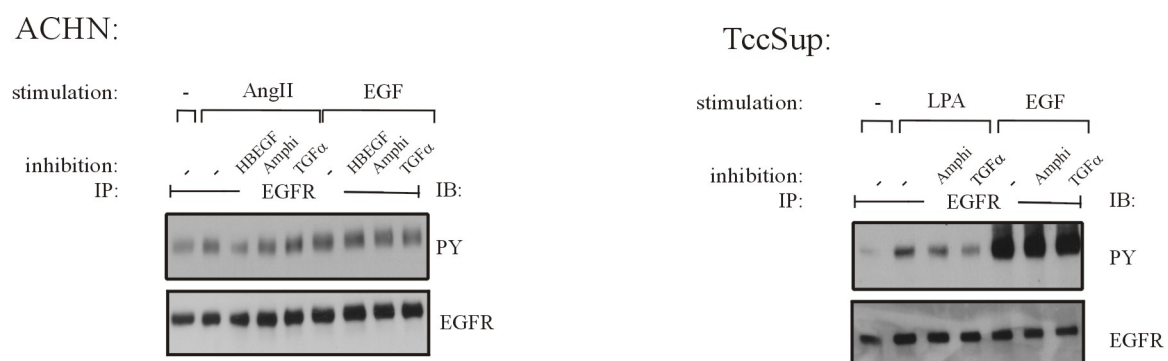 ACHN:
stimulation: - AngII EGF
inhibition: - - HBEGF Amphi TGFα - HBEGF Amphi TGFα
IP: EGFR IB:
PY
EGFR
TccSup:
stimulation: - LPA EGF
inhibition: - - Amphi TGFα - Amphi TGFα
IP: EGFR IB:
PY
EGFR